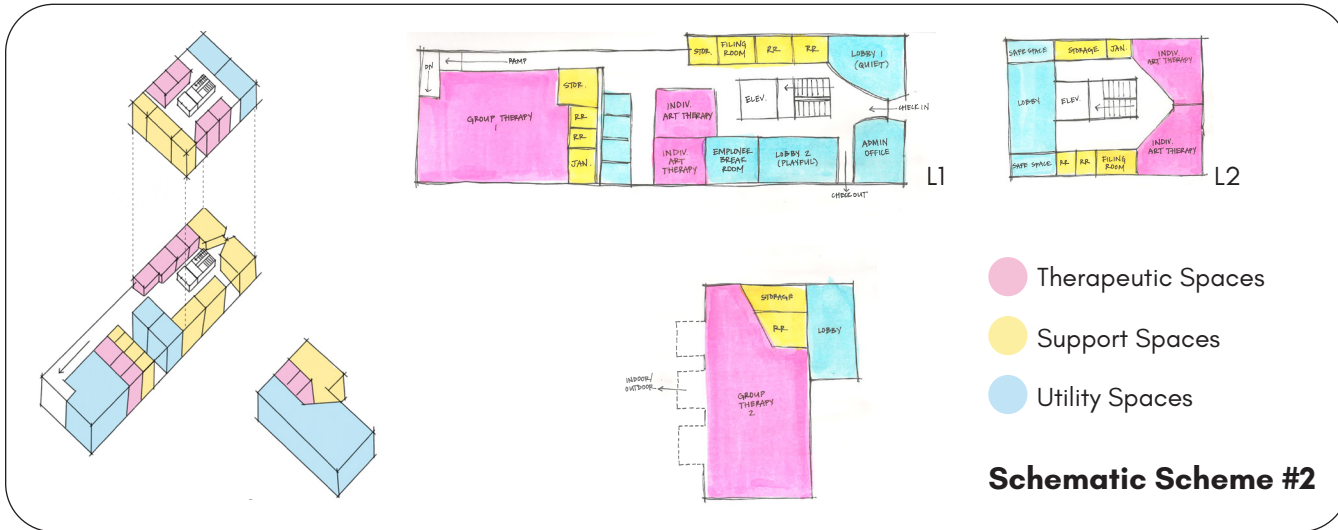 DN
RAMP
GROUP THERAPY
1
STOR.
RR
RR
JAN.
STOR.
FILING
ROOM
RR
RR
LOBBY 1
(QUIET)
ELEV.
CHECK IN
INDIV.
ART THERAPY
INDIV.
ART
THERAPY
EMPLOYEE
BREAK
ROOM
LOBBY 2
(PLAYFUL)
ADMIN
OFFICE
CHECK OUT
L1
SAFE SPACE
STORAGE
JAN.
INDIV.
ART THERAPY
LOBBY
ELEV.
SAFE SPACE
RR
RR
FILING
ROOM
INDIV.
ART THERAPY
L2
STORAGE
RR
LOBBY
INDOOR/
OUTDOOR
GROUP
THERAPY
2
Therapeutic Spaces
Support Spaces
Utility Spaces
Schematic Scheme #2